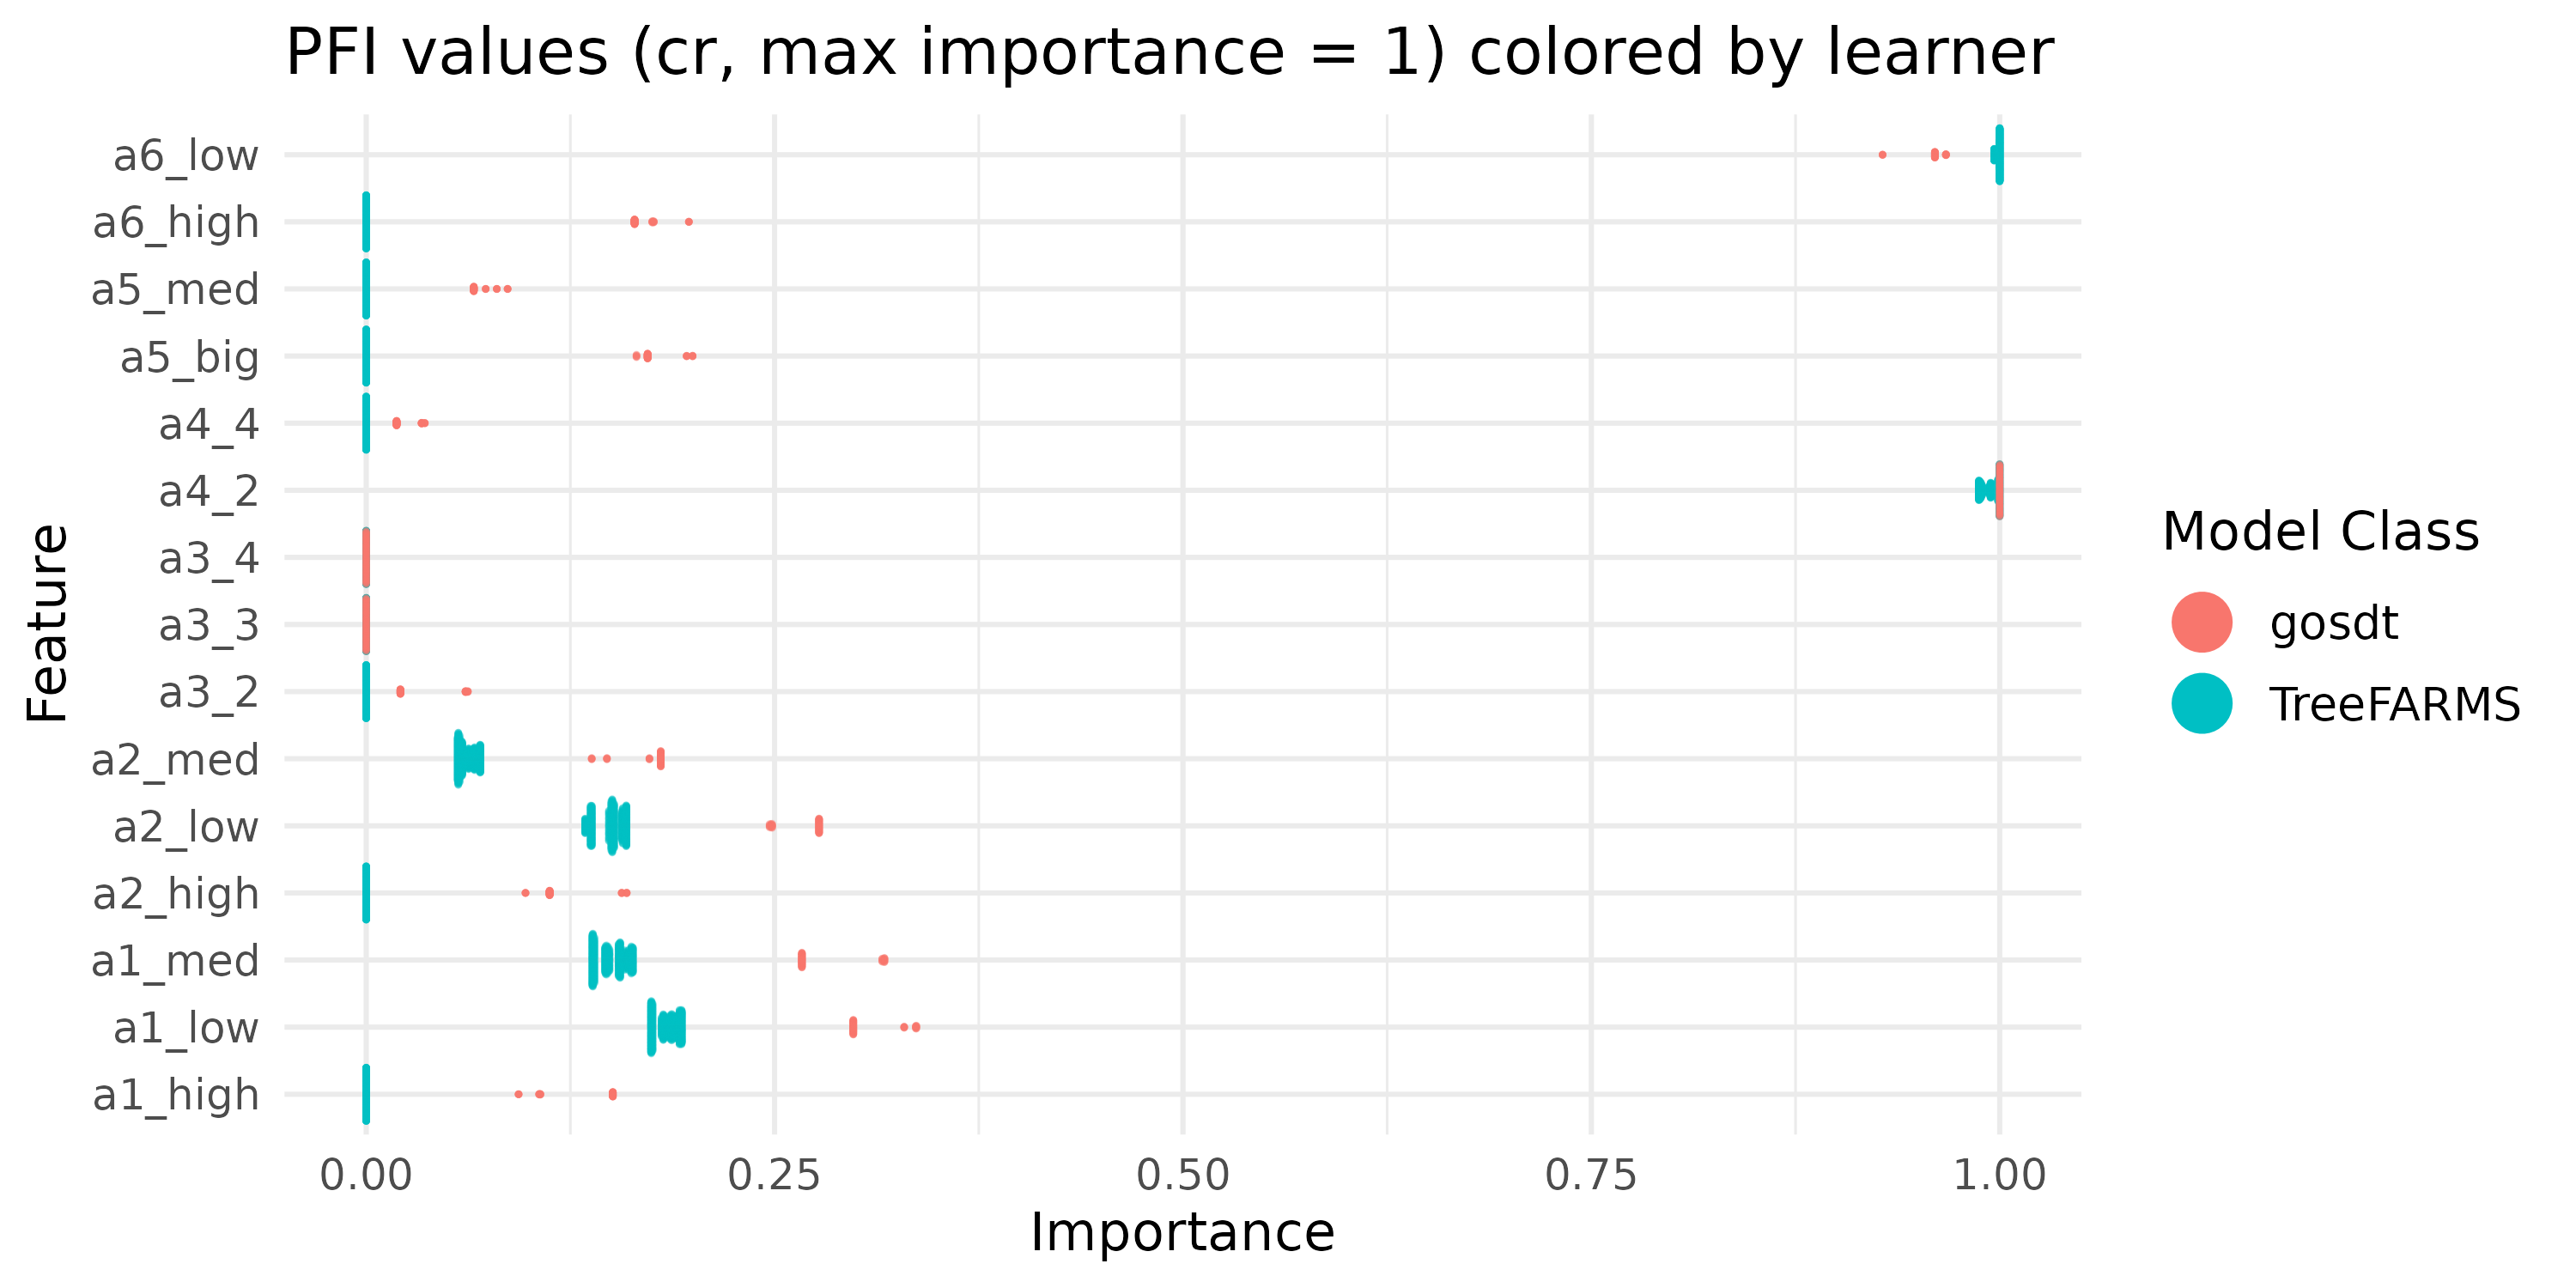 PFI values (cr, max importance = 1) colored by learner
Feature
a6_low
a6_high
a5_med
a5_big
a4_4
a4_2
a3_4
a3_3
a3_2
a2_med
a2_low
a2_high
a1_med
a1_low
a1_high
0.00 0.25 0.50 0.75 1.00
Importance
Model Class
gosdt
TreeFARMS